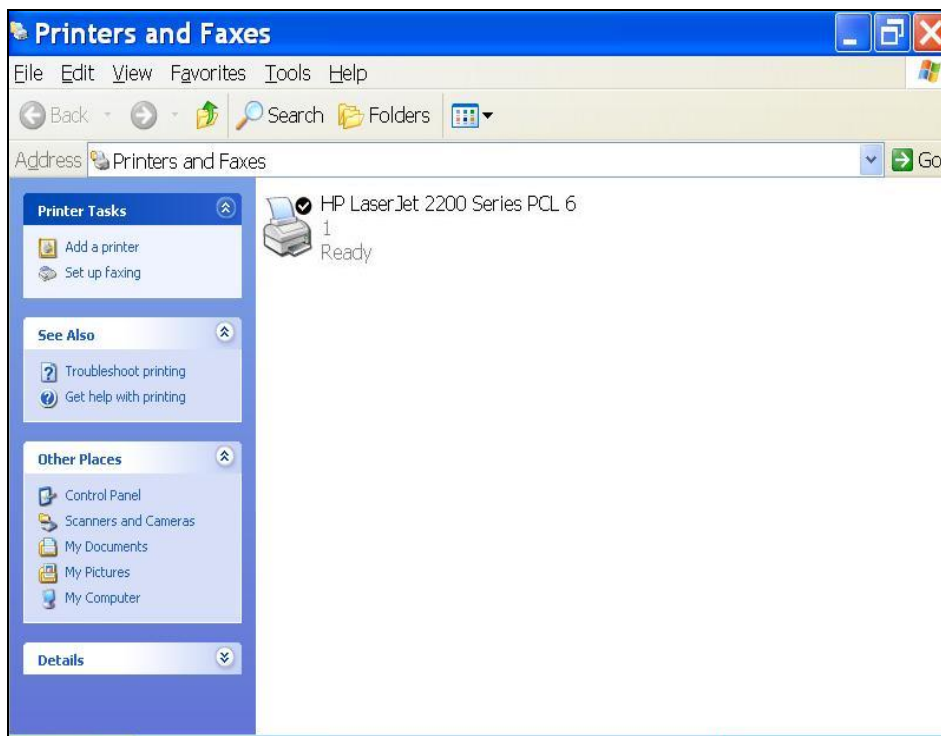 Printers and Faxes
File Edit View Favorites Tools Help
Back Search Folders
Address Printers and Faxes Go
Printer Tasks
Add a printer
Set up faxing
See Also
Troubleshoot printing
Get help with printing
Other Places
Control Panel
Scanners and Cameras
My Documents
My Pictures
My Computer
Details
HP LaserJet 2200 Series PCL 6
1
Ready